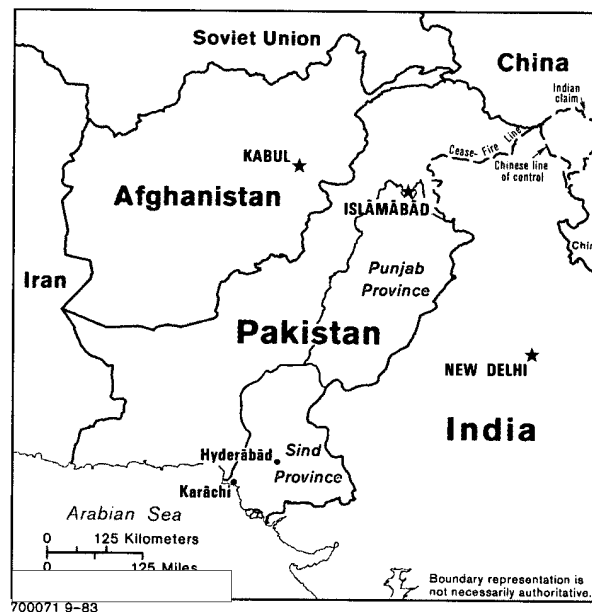 Soviet Union
China
Indian
claim
Cease-Fire Line
Chinese line
of control
KABUL
Afghanistan
ISLĀMĀBĀD
Chin
Iran
Punjab
Province
Pakistan
NEW DELHI
India
Hyderābād
Sind
Province
Karāchi
Arabian Sea
0 125 Kilometers
0 125 Miles
Boundary representation is
not necessarily authoritative.
700071 9-83